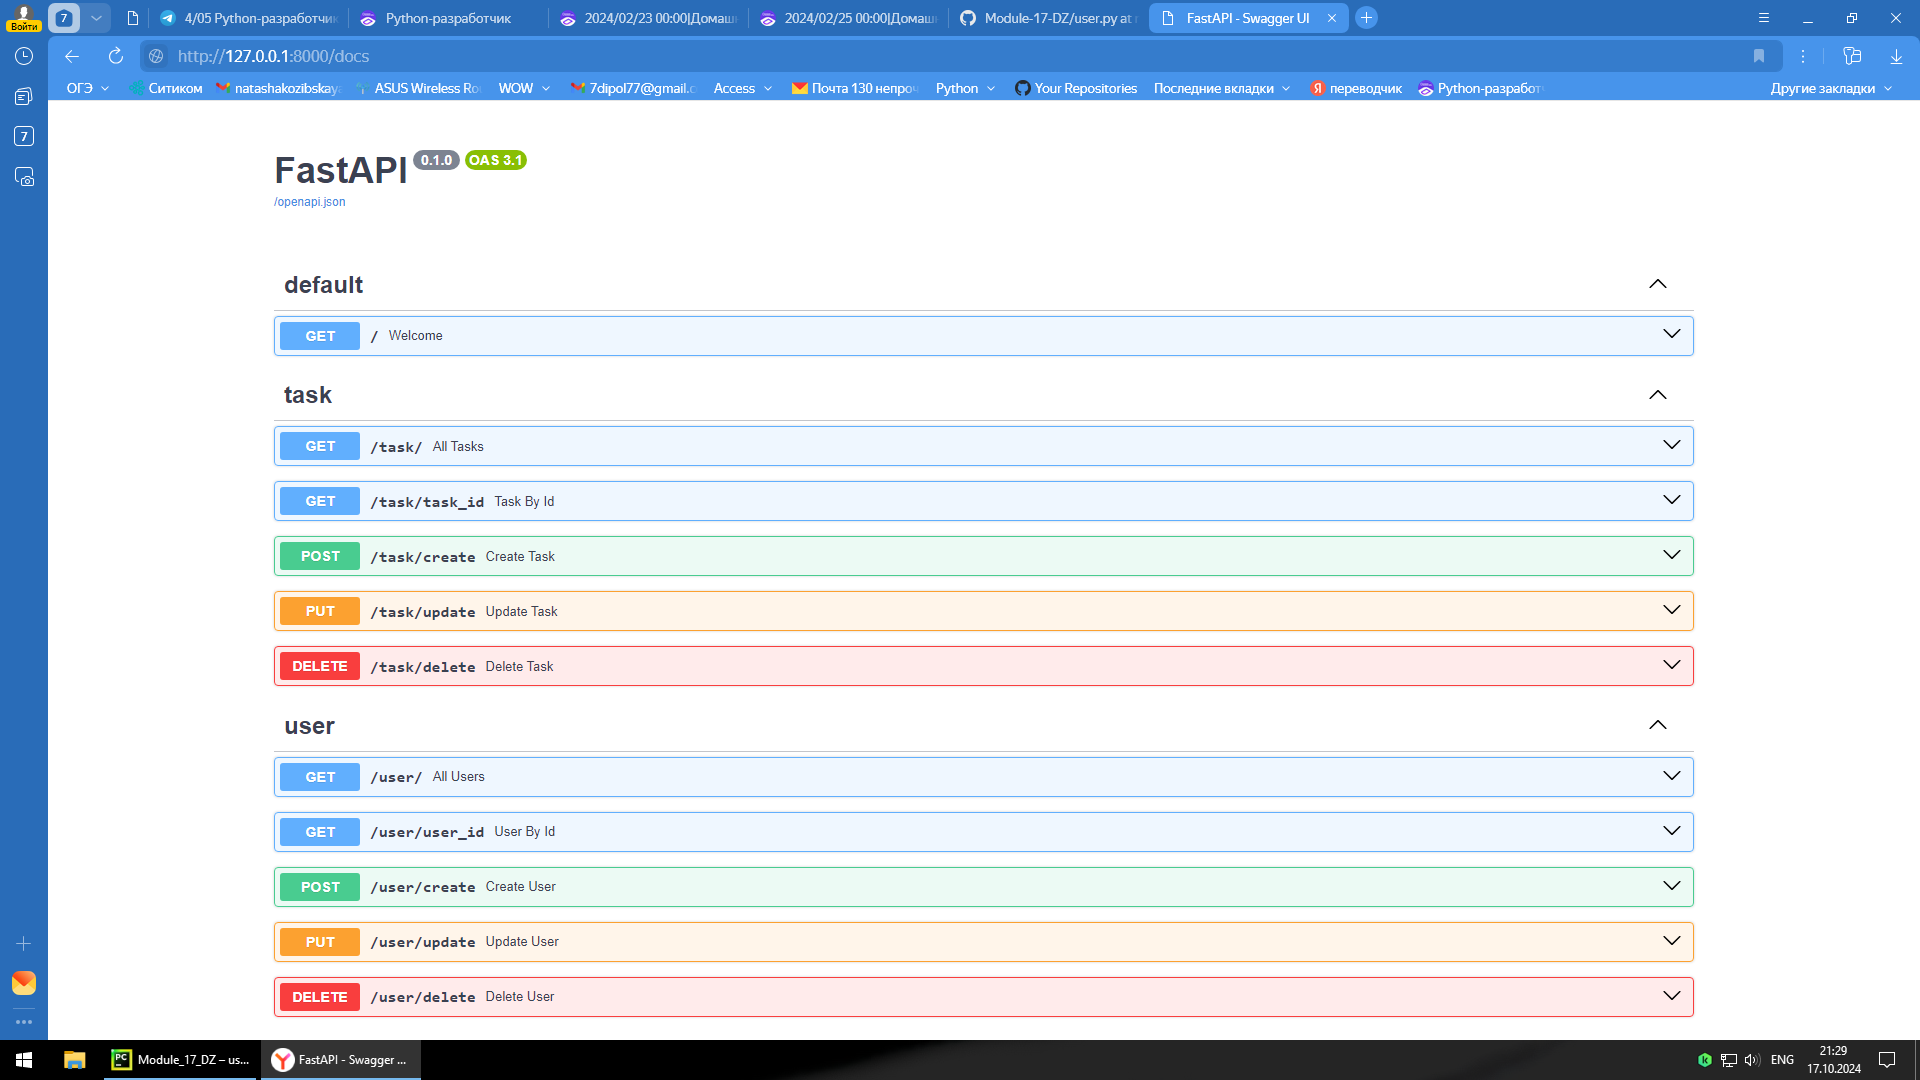 Войти
7
4/05 Python-разработчик
Python-разработчик
2024/02/23 00:00|Домаш
2024/02/25 00:00|Домаш
Module-17-DZ/user.py at
FastAPI - Swagger UI
http://127.0.0.1:8000/docs
ОГЭ
Ситиком
natashakozibskay
ASUS Wireless Ro
WOW
7dipol77@gmail.c
Access
Почта 130 непро
Python
Your Repositories
Последние вкладки
Я переводчик
Python-разработ
Другие закладки
7
FastAPI 0.1.0 OAS 3.1
/openapi.json
default
GET / Welcome
task
GET /task/ All Tasks
GET /task/task_id Task By Id
POST /task/create Create Task
PUT /task/update Update Task
DELETE /task/delete Delete Task
user
GET /user/ All Users
GET /user/user_id User By Id
POST /user/create Create User
PUT /user/update Update User
DELETE /user/delete Delete User
PC Module_17_DZ – us...
FastAPI - Swagger ...
ENG
21:29
17.10.2024